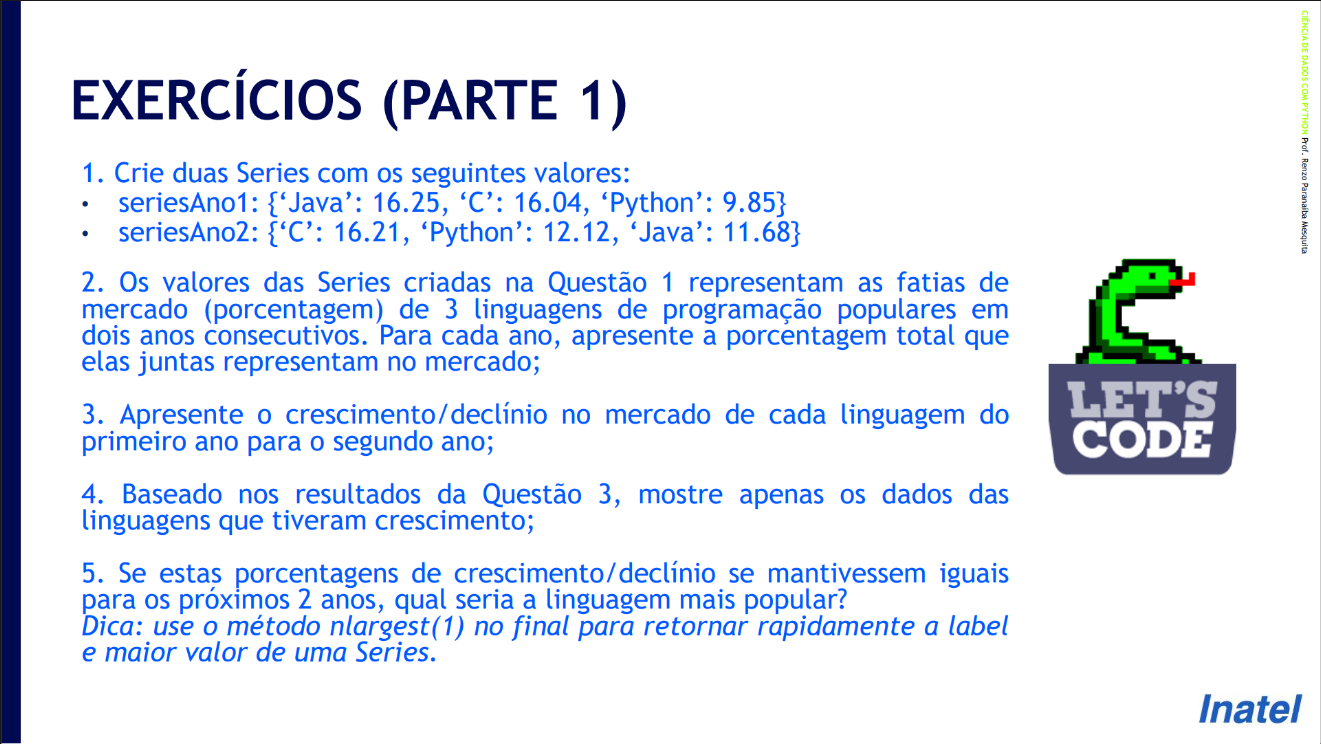 EXERCÍCIOS (PARTE 1)
1. Crie duas Series com os seguintes valores:
• seriesAno1: {‘Java’: 16.25, ‘C’: 16.04, ‘Python’: 9.85}
• seriesAno2: {‘C’: 16.21, ‘Python’: 12.12, ‘Java’: 11.68}
2. Os valores das Series criadas na Questão 1 representam as fatias de
mercado (porcentagem) de 3 linguagens de programação populares em
dois anos consecutivos. Para cada ano, apresente a porcentagem total que
elas juntas representam no mercado;
3. Apresente o crescimento/declínio no mercado de cada linguagem do
primeiro ano para o segundo ano;
4. Baseado nos resultados da Questão 3, mostre apenas os dados das
linguagens que tiveram crescimento;
5. Se estas porcentagens de crescimento/declínio se mantivessem iguais
para os próximos 2 anos, qual seria a linguagem mais popular?
Dica: use o método nlargest(1) no final para retornar rapidamente a label
e maior valor de uma Series.
LET'S
CODE
CIÊNCIA DE DADOS COM PYTHON Prof. Renzo Paranaíba Mesquita
Inatel